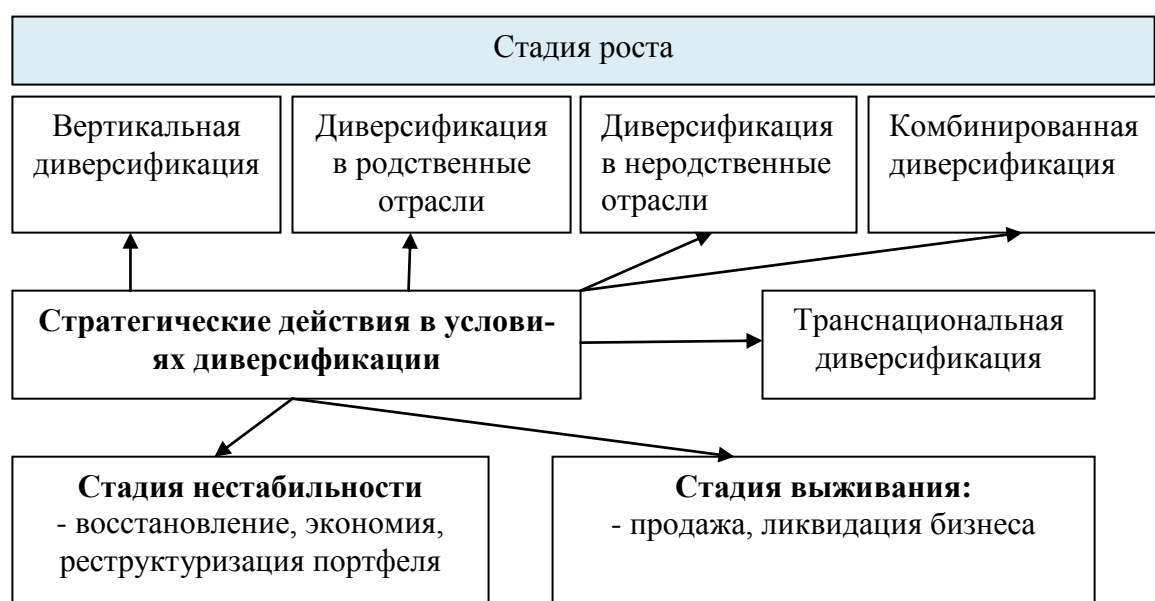 Стадия роста
Вертикальная
диверсификация
Диверсификация
в родственные
отрасли
Диверсификация
в неродственные
отрасли
Комбинированная
диверсификация
Стратегические действия в услови-
ях диверсификации
Транснациональная
диверсификация
Стадия нестабильности
- восстановление, экономия,
реструктуризация портфеля
Стадия выживания:
- продажа, ликвидация бизнеса